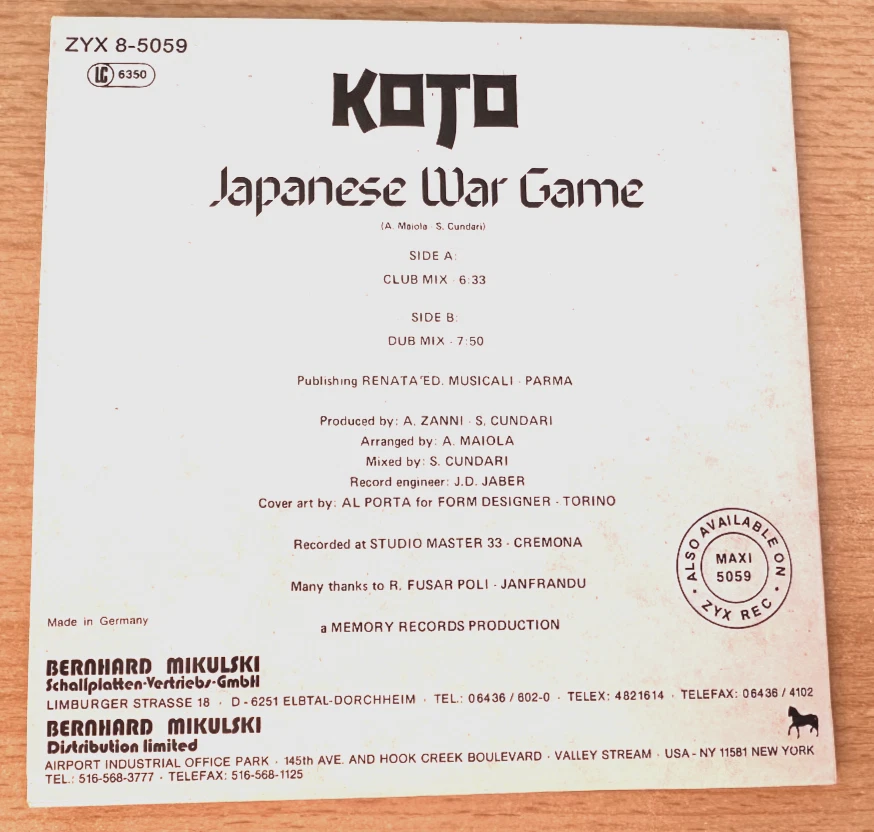 ZYX 8-5059
LC 6350
KOTO
Japanese War Game
(A. Maiola - S. Cundari)
SIDE A:
CLUB MIX - 6:33
SIDE B:
DUB MIX - 7:50
Publishing RENATA'ED. MUSICALI - PARMA
Produced by: A. ZANNI - S. CUNDARI
Arranged by: A. MAIOLA
Mixed by: S. CUNDARI
Record engineer: J.D. JABER
Cover art by: AL PORTA for FORM DESIGNER - TORINO
Recorded at STUDIO MASTER 33 - CREMONA
Many thanks to R. FUSAR POLI - JANFRANDU
a MEMORY RECORDS PRODUCTION
• ALSO AVAILABLE ON •
MAXI
5059
ZYX REC
Made in Germany
BERNHARD MIKULSKI
Schallplatten-Vertriebs-GmbH
LIMBURGER STRASSE 18 · D-6251 ELBTAL-DORCHHEIM · TEL.: 06436 / 602-0 · TELEX: 4821614 · TELEFAX: 06436 / 4102
BERNHARD MIKULSKI
Distribution limited
AIRPORT INDUSTRIAL OFFICE PARK · 145th AVE. AND HOOK CREEK BOULEVARD · VALLEY STREAM · USA - NY 11581 NEW YORK
TEL.: 516-568-3777 · TELEFAX: 516-568-1125